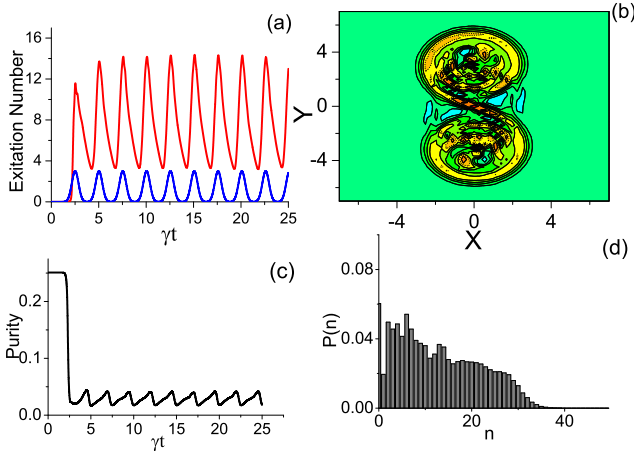 (a)
16
12
8
4
0
Exitation Number
0 5 10 15 20 25
γt
(b)
4
0
-4
Y
-4 0 4
X
(c)
0.2
0.1
0.0
Purity
0 5 10 15 20 25
γt
(d)
0.08
0.04
0.00
P(n)
0 20 40
n